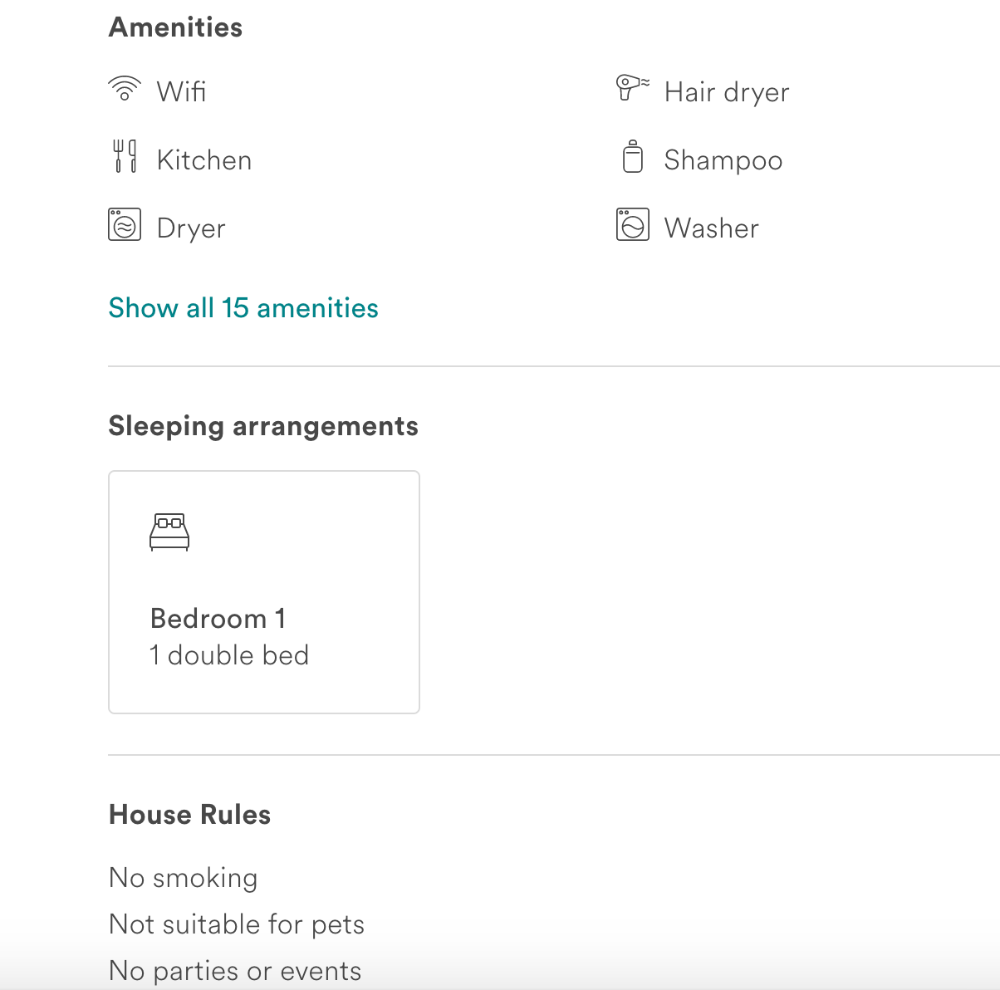 Amenities
Wifi
Hair dryer
Kitchen
Shampoo
Dryer
Washer
Show all 15 amenities
Sleeping arrangements
Bedroom 1
1 double bed
House Rules
No smoking
Not suitable for pets
No parties or events